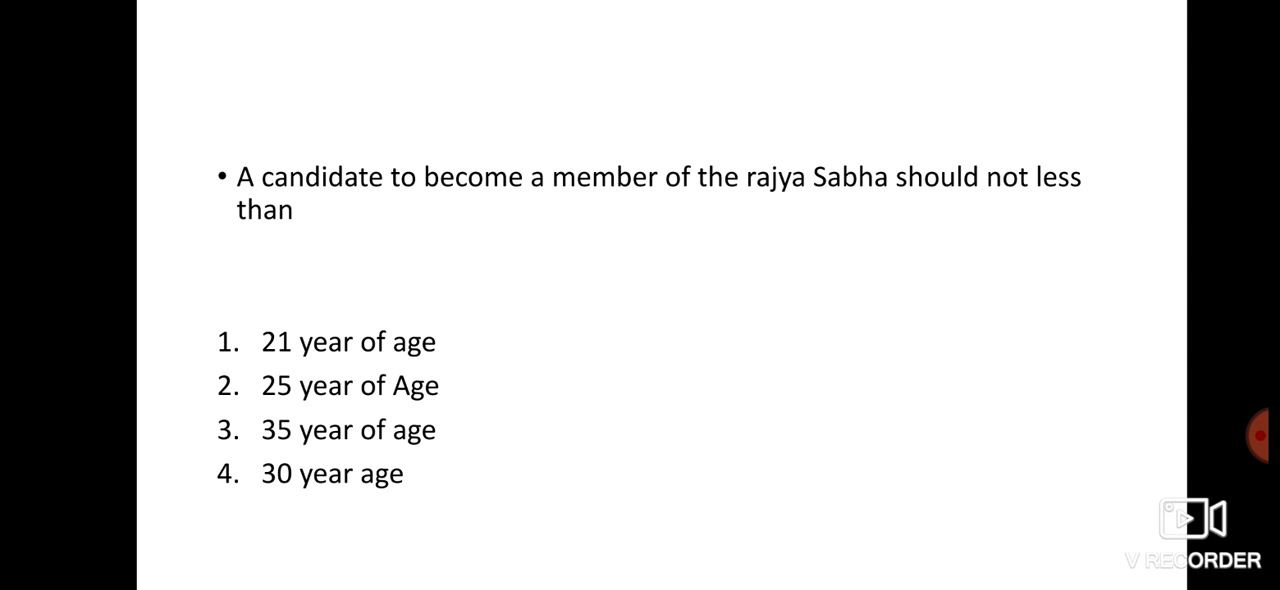 • A candidate to become a member of the rajya Sabha should not less
than
1. 21 year of age
2. 25 year of Age
3. 35 year of age
4. 30 year age
V RECORDER